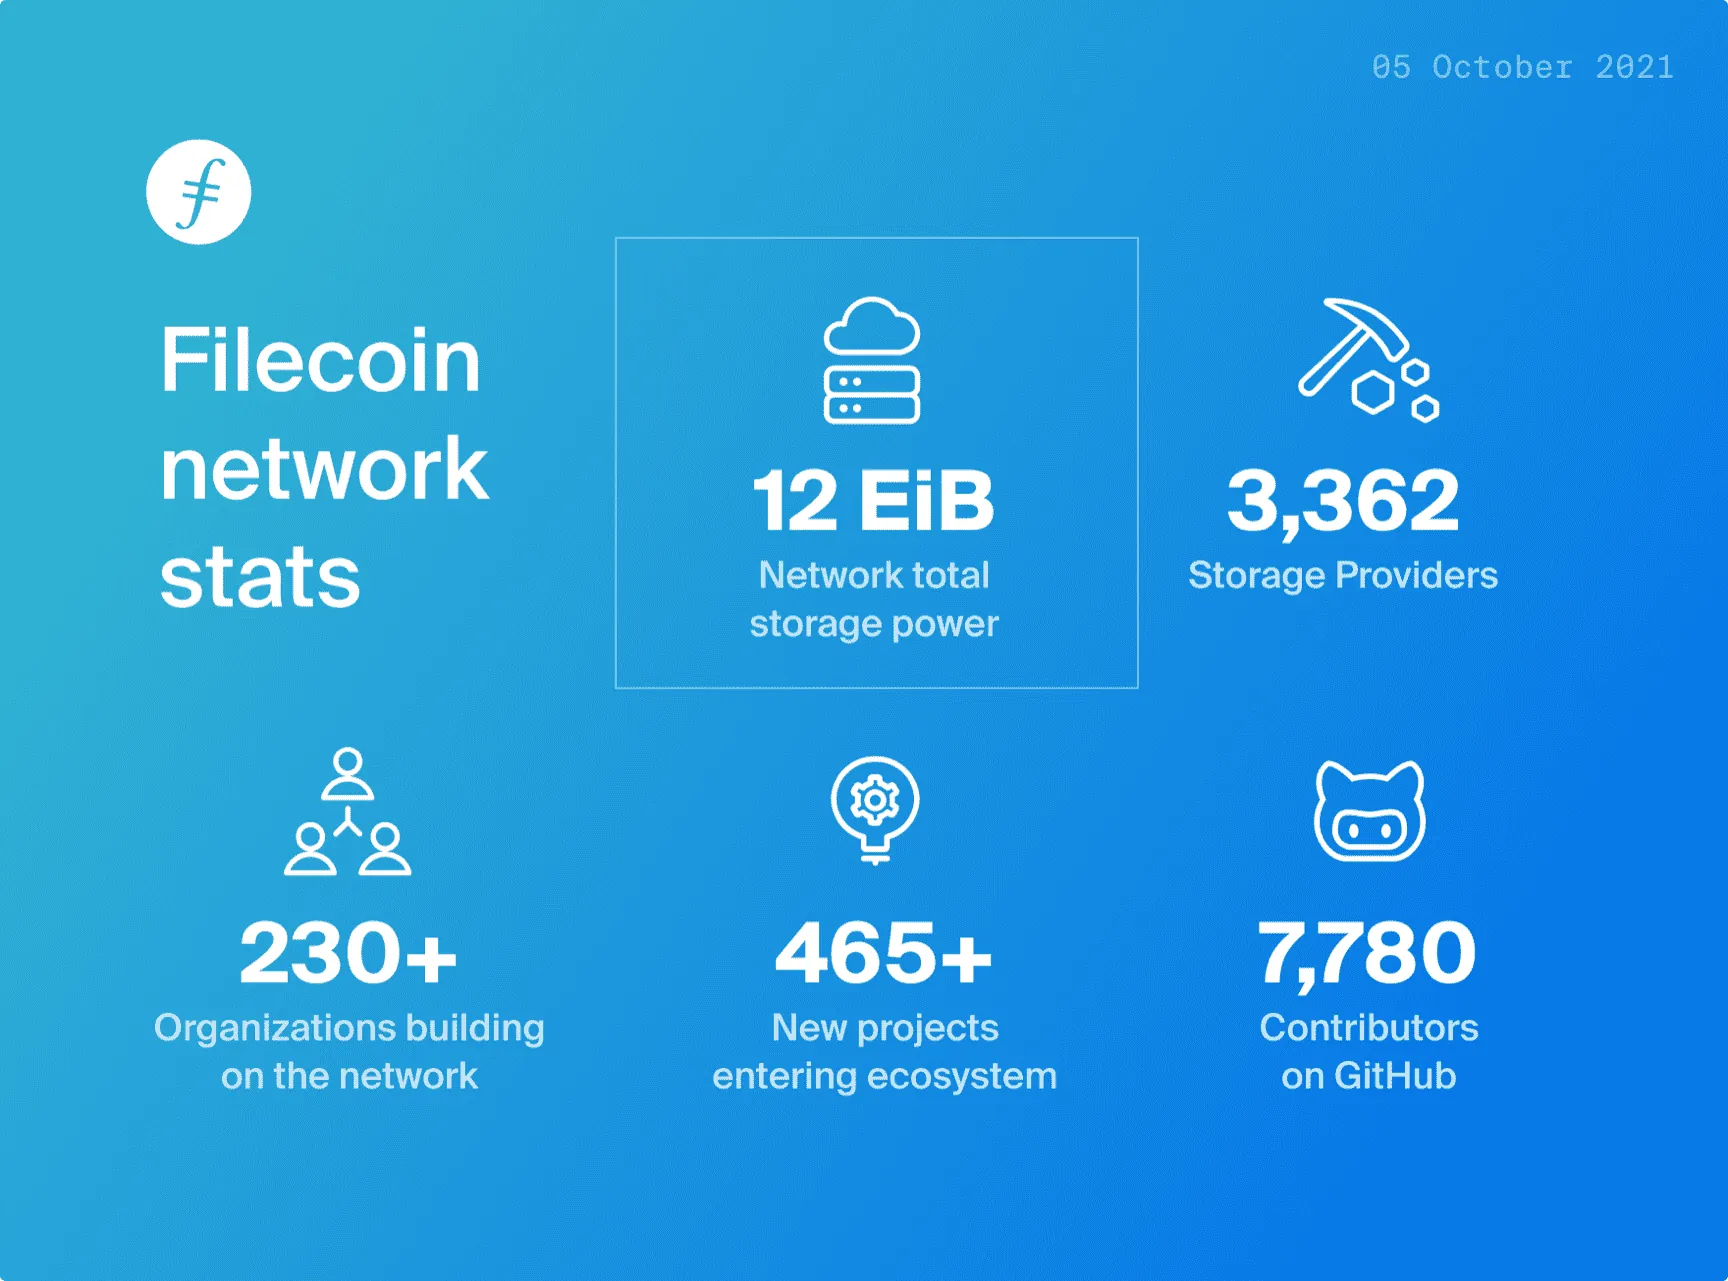 05 October 2021
Filecoin
network
stats
12 EiB
Network total
storage power
3,362
Storage Providers
230+
Organizations building
on the network
465+
New projects
entering ecosystem
7,780
Contributors
on GitHub